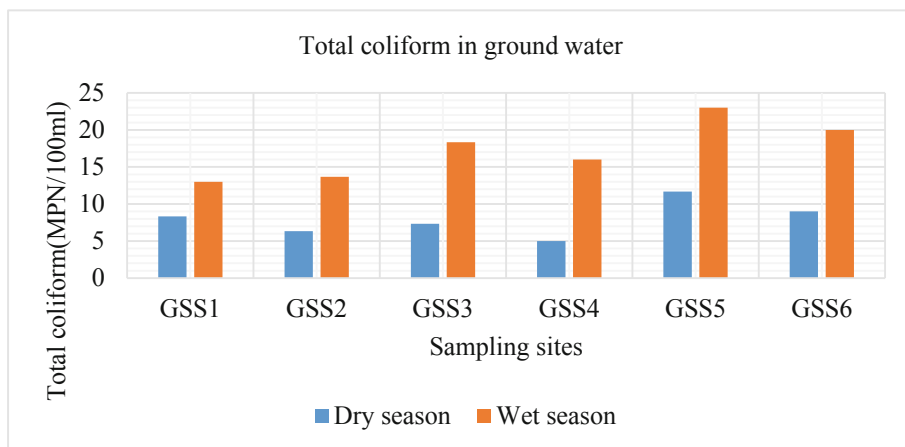 Total coliform in ground water
Total coliform(MPN/100ml)
25
20
15
10
5
0
GSS1 GSS2 GSS3 GSS4 GSS5 GSS6
Sampling sites
Dry season Wet season